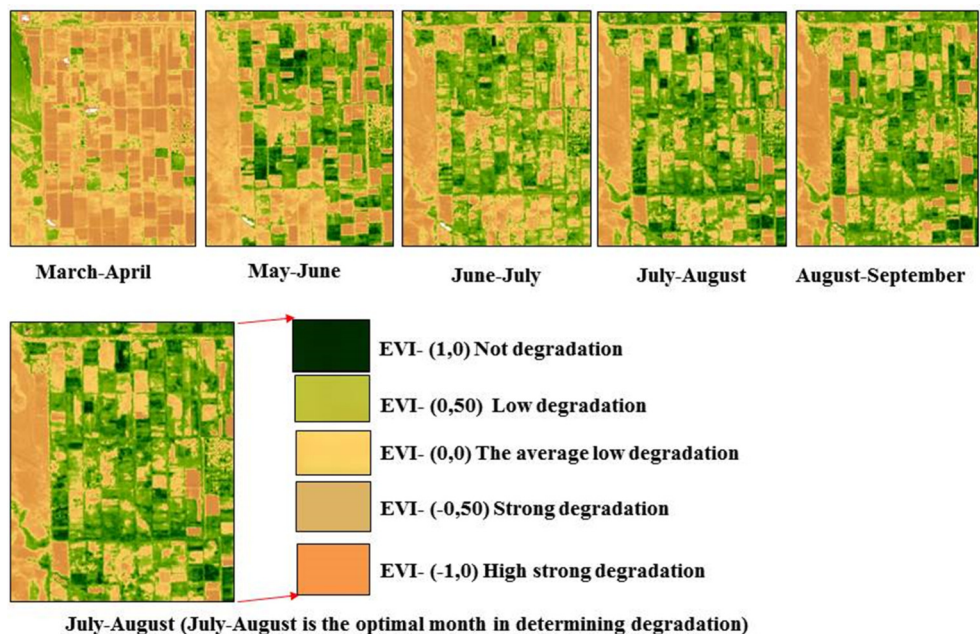 March-April
May-June
June-July
July-August
August-September
EVI- (1,0) Not degradation
EVI- (0,50) Low degradation
EVI- (0,0) The average low degradation
EVI- (-0,50) Strong degradation
EVI- (-1,0) High strong degradation
July-August (July-August is the optimal month in determining degradation)